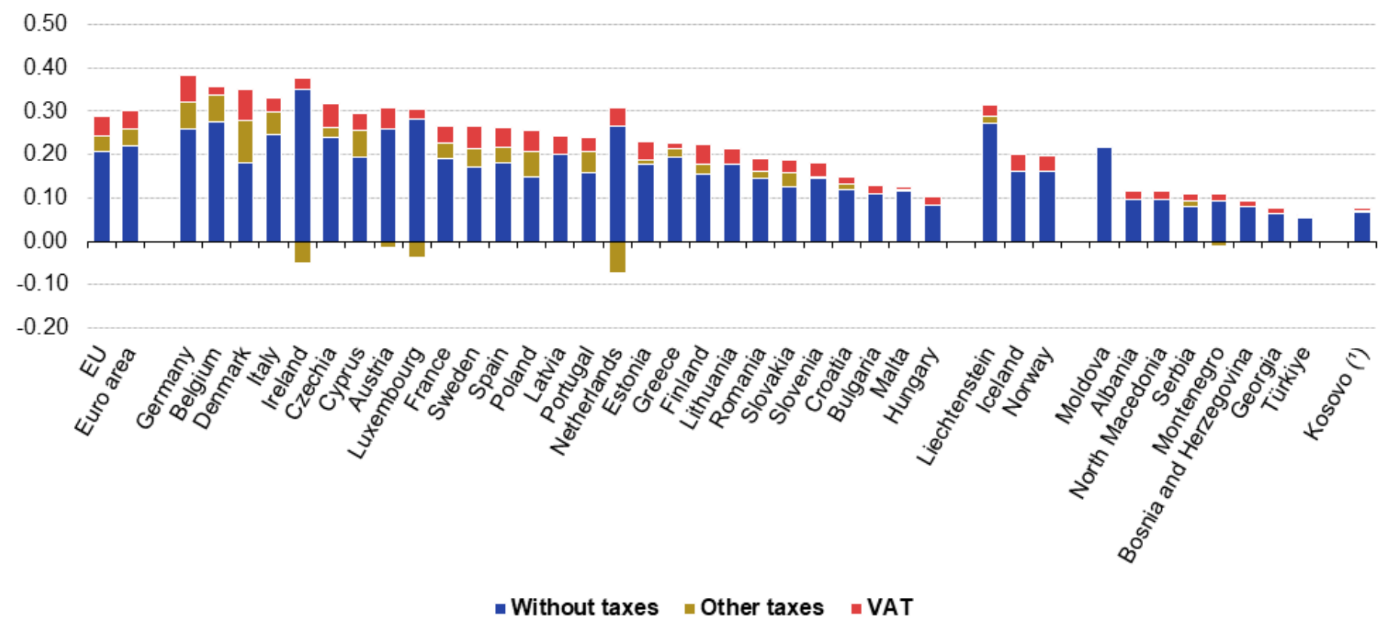 0.50
0.40
0.30
0.20
0.10
0.00
-0.10
-0.20
EU
Euro area
Germany
Belgium
Denmark
Italy
Ireland
Czechia
Cyprus
Austria
Luxembourg
France
Sweden
Spain
Poland
Latvia
Portugal
Netherlands
Estonia
Greece
Finland
Lithuania
Romania
Slovakia
Slovenia
Croatia
Bulgaria
Malta
Hungary
Liechtenstein
Iceland
Norway
Moldova
Albania
North Macedonia
Serbia
Montenegro
Bosnia and Herzegovina
Georgia
Türkiye
Kosovo (¹)
Without taxes Other taxes VAT